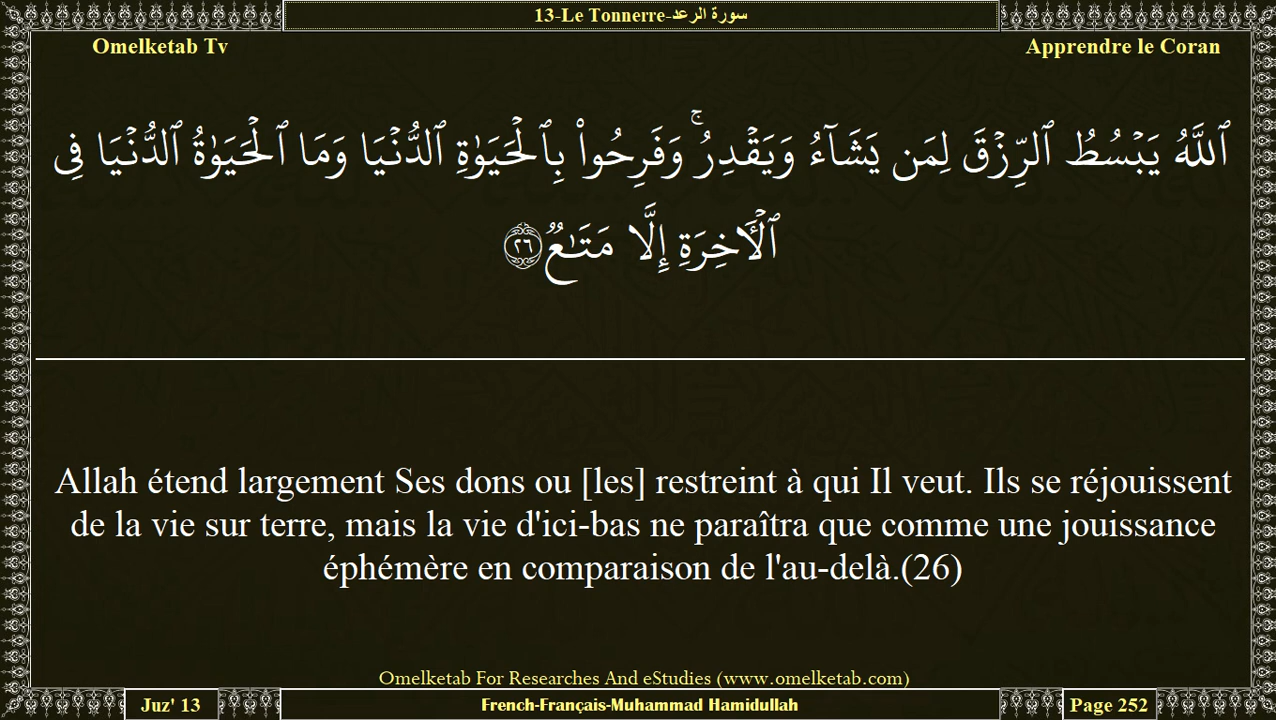 13-Le Tonnerre-سورة الرعد
Omelketab Tv
Apprendre le Coran
ٱللَّهُ يَبۡسُطُ ٱلرِّزۡقَ لِمَن يَشَآءُ وَيَقۡدِرُۚ وَفَرِحُواْ بِٱلۡحَيَوٰةِ ٱلدُّنۡيَا وَمَا ٱلۡحَيَوٰةُ ٱلدُّنۡيَا فِى
ٱلۡأَخِرَةِ إِلَّا مَتَـٰعٌ ٢٦
Allah étend largement Ses dons ou [les] restreint à qui Il veut. Ils se réjouissent
de la vie sur terre, mais la vie d'ici-bas ne paraîtra que comme une jouissance
éphémère en comparaison de l'au-delà.(26)
Omelketab For Researches And eStudies (www.omelketab.com)
Juz' 13
French-Français-Muhammad Hamidullah
Page 252